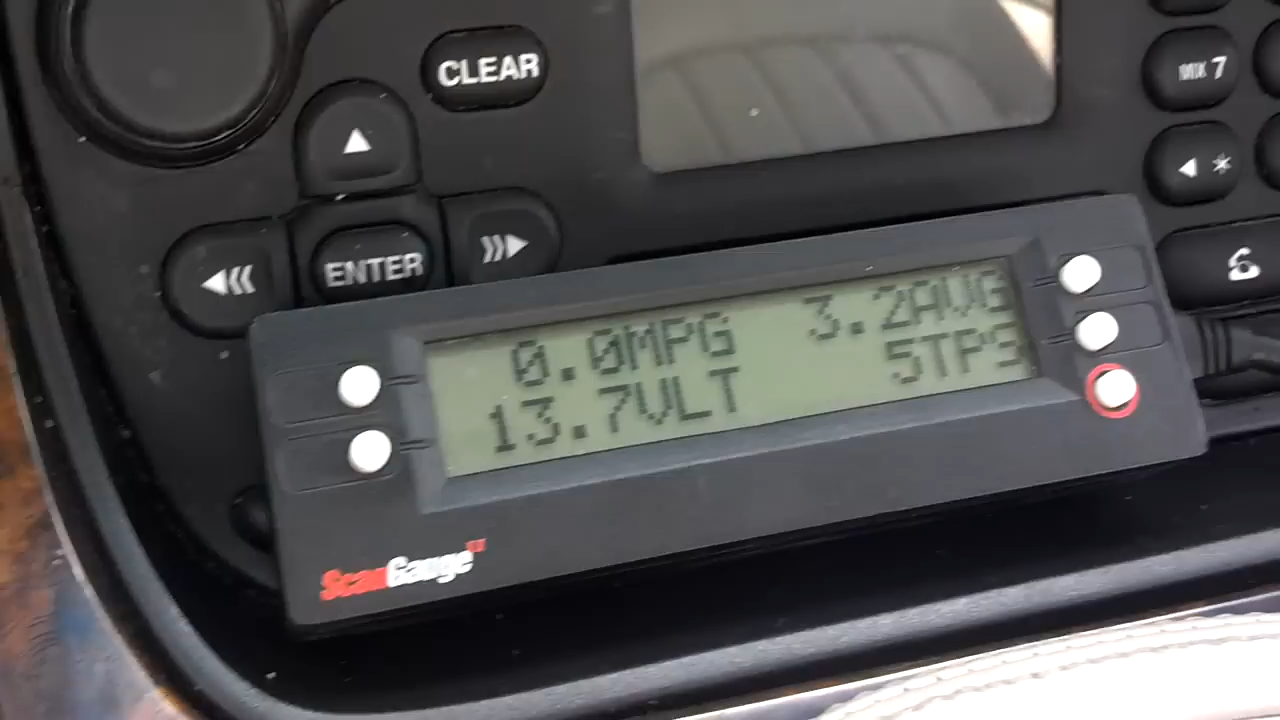 CLEAR
MIX 7
*
ENTER
0.0MPG 3.2AVG
13.7VLT 5TPS
ScanGauge II